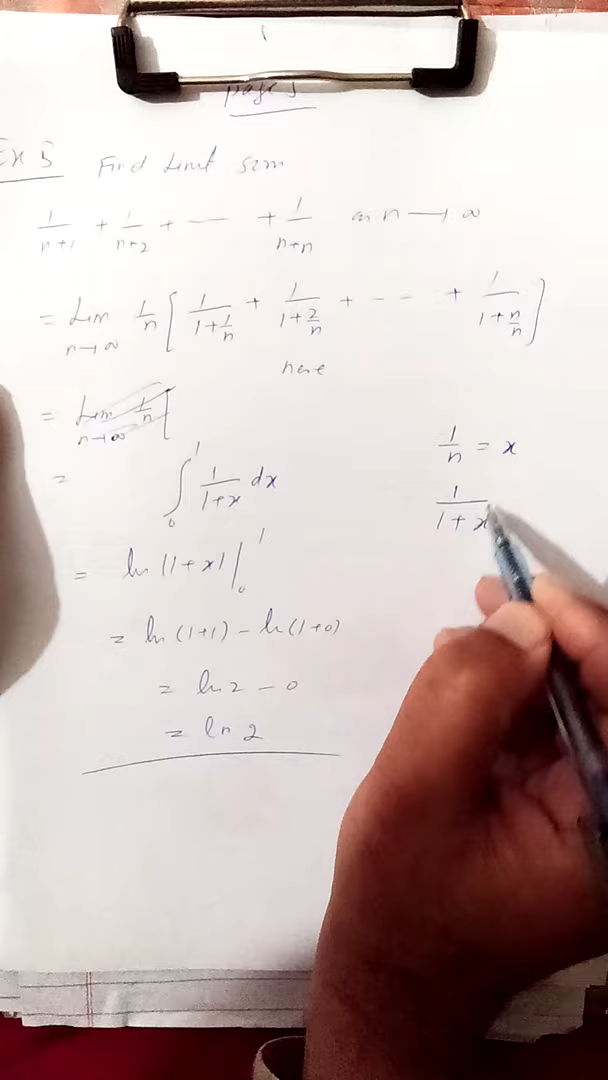 page 5
Ex 5 Find Limit sum
1/(n+1) + 1/(n+2) + --- + 1/(n+n) as n → ∞
= Lim n→∞ 1/n [ 1/(1+1/n) + 1/(1+2/n) + --- + 1/(1+n/n) ]
here
= Lim n→∞ 1/n [
1/n = x
= ∫₀¹ 1/(1+x) dx
1/(1+x
= ln |1+x| |₀¹
= ln (1+1) - ln (1+0)
= ln 2 - 0
= ln 2